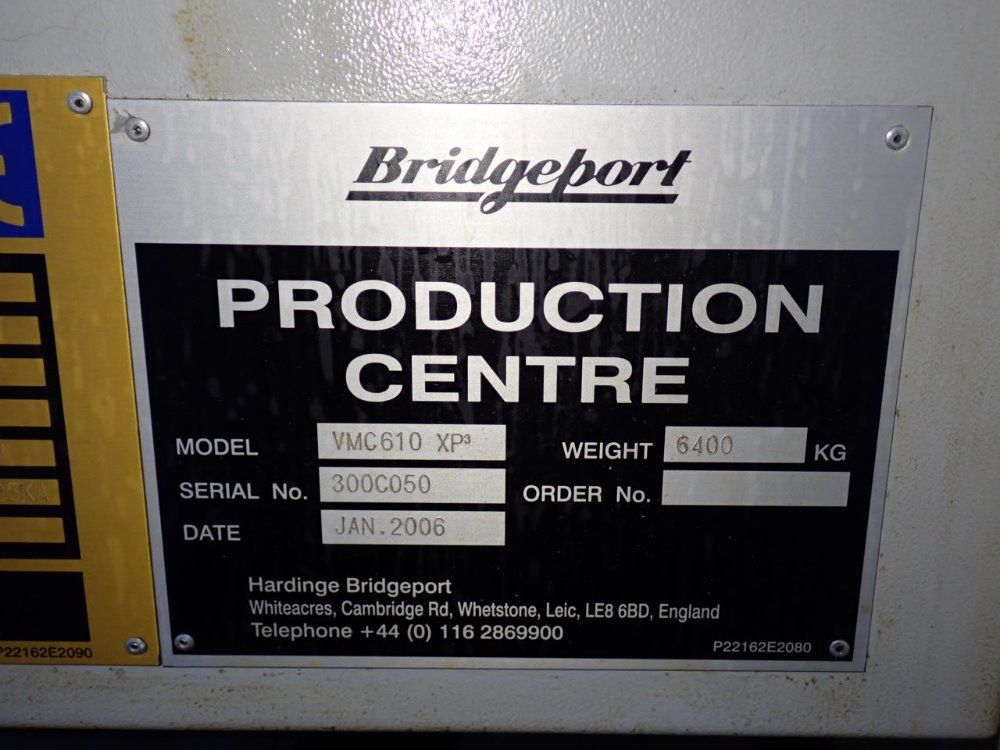 Bridgeport
PRODUCTION
CENTRE
MODEL VMC610 XP³ WEIGHT 6400 KG
SERIAL No. 300C050 ORDER No.
DATE JAN.2006
Hardinge Bridgeport
Whiteacres, Cambridge Rd, Whetstone, Leic, LE8 6BD, England
Telephone +44 (0) 116 2869900
P22162E2080
P22162E2090